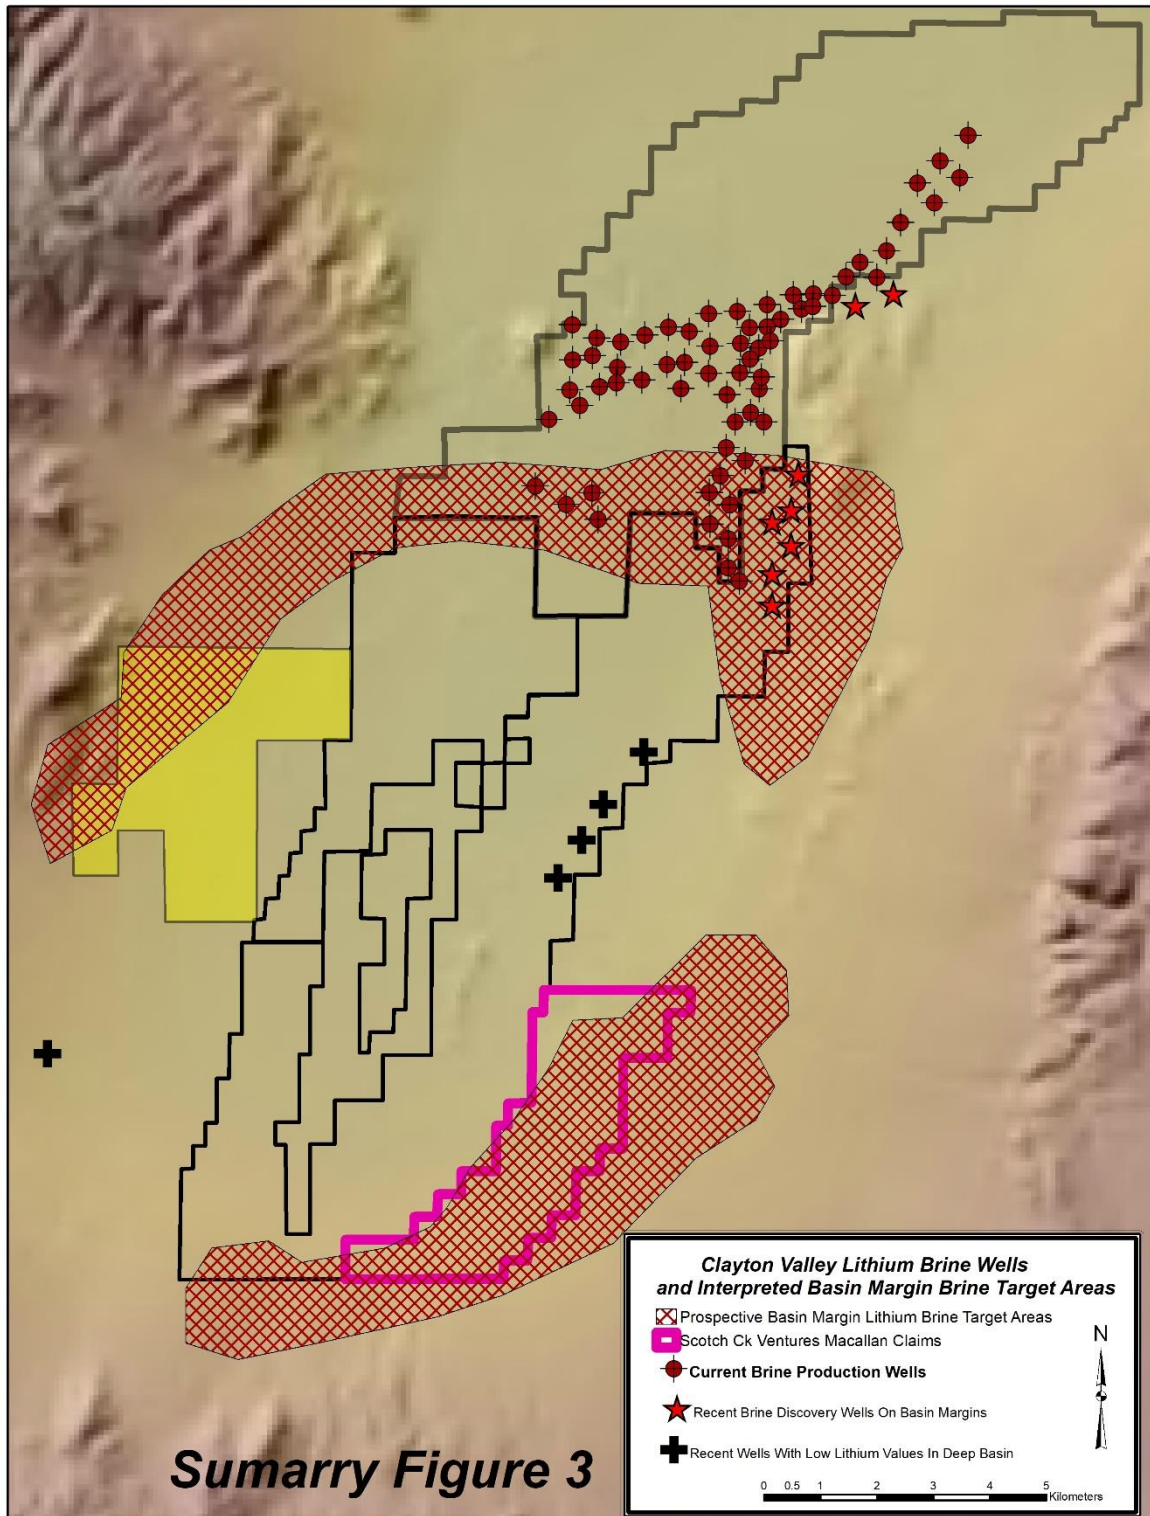 Clayton Valley Lithium Brine Wells
and Interpreted Basin Margin Brine Target Areas
Prospective Basin Margin Lithium Brine Target Areas
Scotch Ck Ventures Macallan Claims
N
Current Brine Production Wells
Recent Brine Discovery Wells On Basin Margins
Recent Wells With Low Lithium Values In Deep Basin
0 0.5 1 2 3 4 5
Kilometers
Sumarry Figure 3